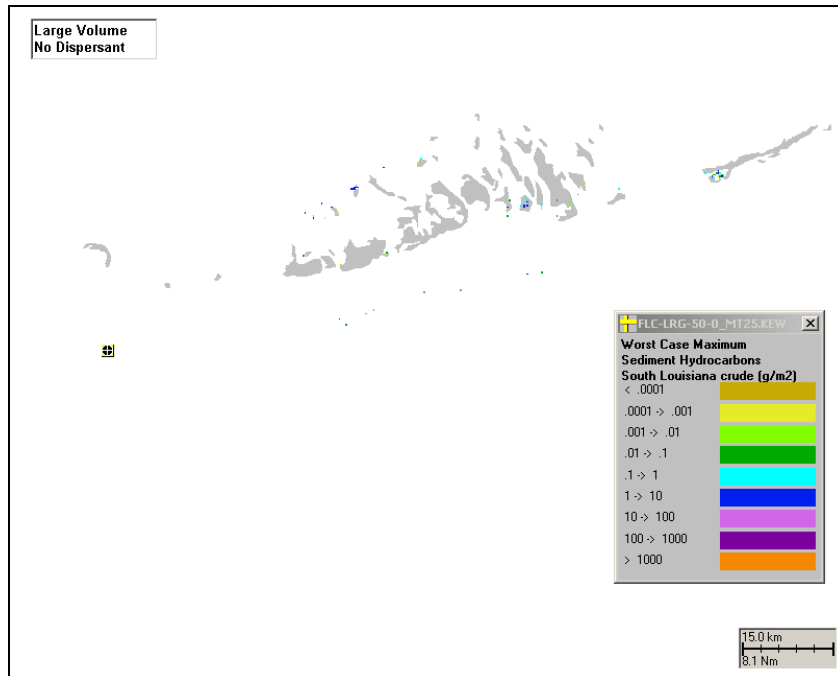 Large Volume
No Dispersant
FLC-LRG-50-0_MT25.KEW
Worst Case Maximum
Sediment Hydrocarbons
South Louisiana crude (g/m2)
< .0001
.0001 -> .001
.001 -> .01
.01 -> .1
.1 -> 1
1 -> 10
10 -> 100
100 -> 1000
> 1000
15.0 km
8.1 Nm